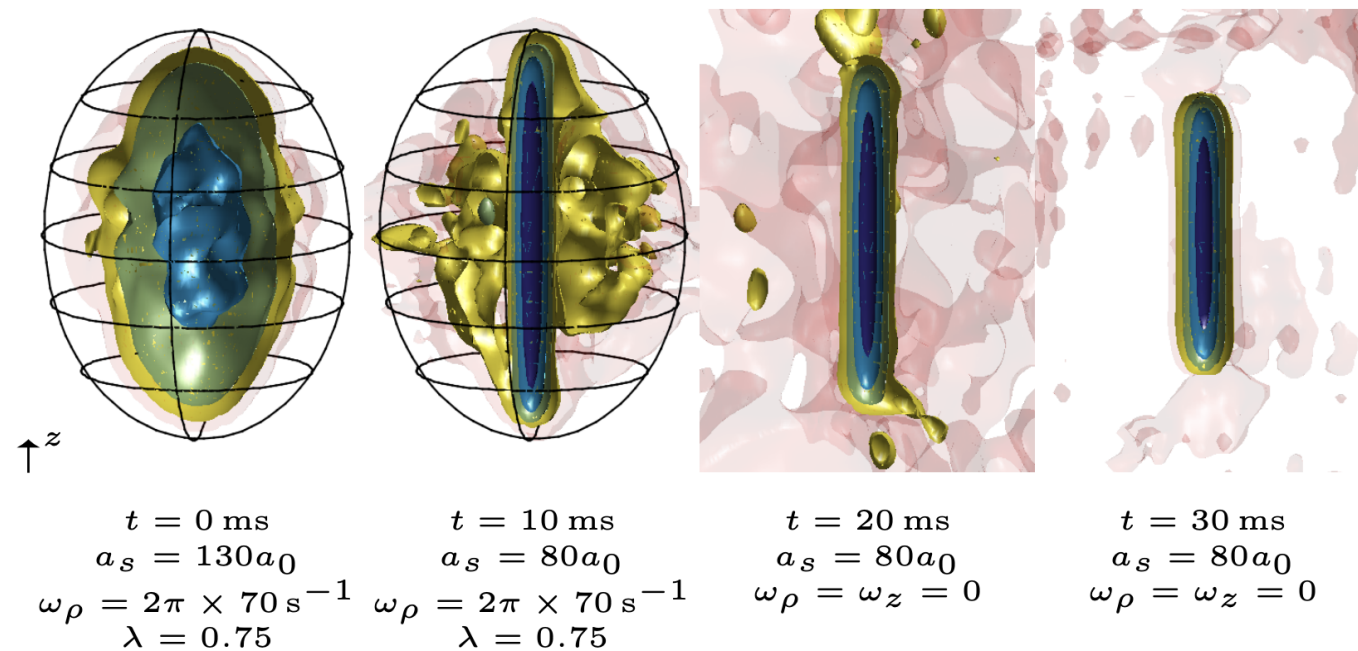 z
t = 0 ms
a_s = 130a_0
ω_ρ = 2π × 70 s⁻¹
λ = 0.75
t = 10 ms
a_s = 80a_0
ω_ρ = 2π × 70 s⁻¹
λ = 0.75
t = 20 ms
a_s = 80a_0
ω_ρ = ω_z = 0
t = 30 ms
a_s = 80a_0
ω_ρ = ω_z = 0